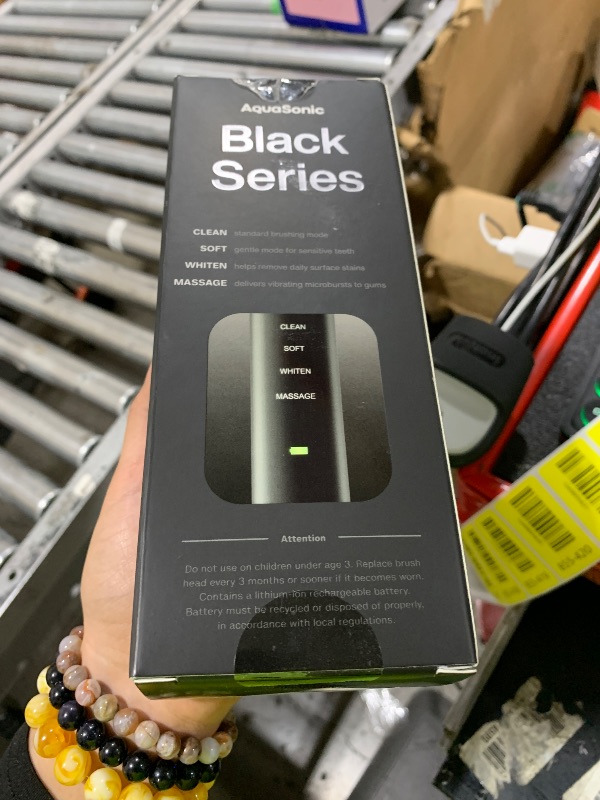 AquaSonic
Black
Series
CLEAN standard brushing mode
SOFT gentle mode for sensitive teeth
WHITEN helps remove daily surface stains
MASSAGE delivers vibrating microbursts to gums
CLEAN
SOFT
WHITEN
MASSAGE
Attention
Do not use on children under age 3. Replace brush
head every 3 months or sooner if it becomes worn.
Contains a lithium-ion rechargeable battery.
Battery must be recycled or disposed of properly,
in accordance with local regulations.